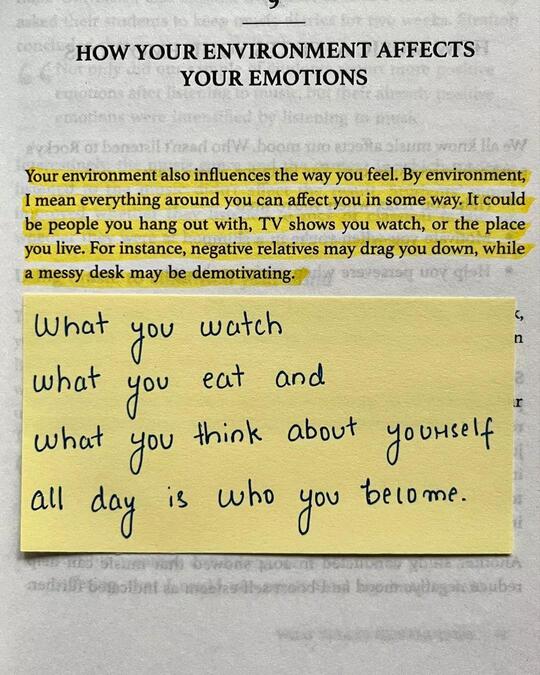 9
HOW YOUR ENVIRONMENT AFFECTS
YOUR EMOTIONS
Your environment also influences the way you feel. By environment,
I mean everything around you can affect you in some way. It could
be people you hang out with, TV shows you watch, or the place
you live. For instance, negative relatives may drag you down, while
a messy desk may be demotivating.
What you watch
what you eat and
what you think about yourself
all day is who you become.